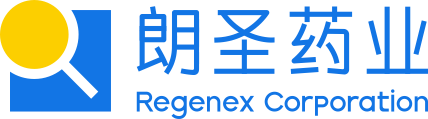 朗圣药业
Regenex Corporation